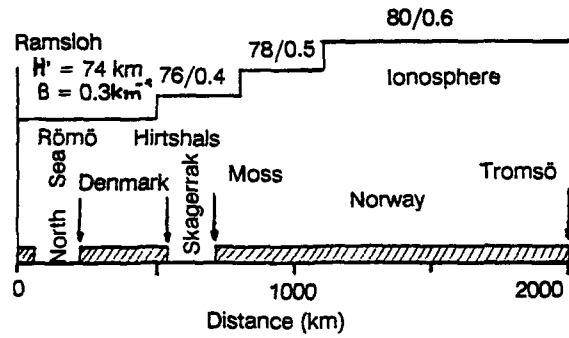 80/0.6
Ramsloh
78/0.5
H' = 74 km
76/0.4
B = 0.3km⁻¹
Ionosphere
Römö
Hirtshals
North Sea
Denmark
Skagerrak
Moss
Norway
Tromsö
0
1000
2000
Distance (km)